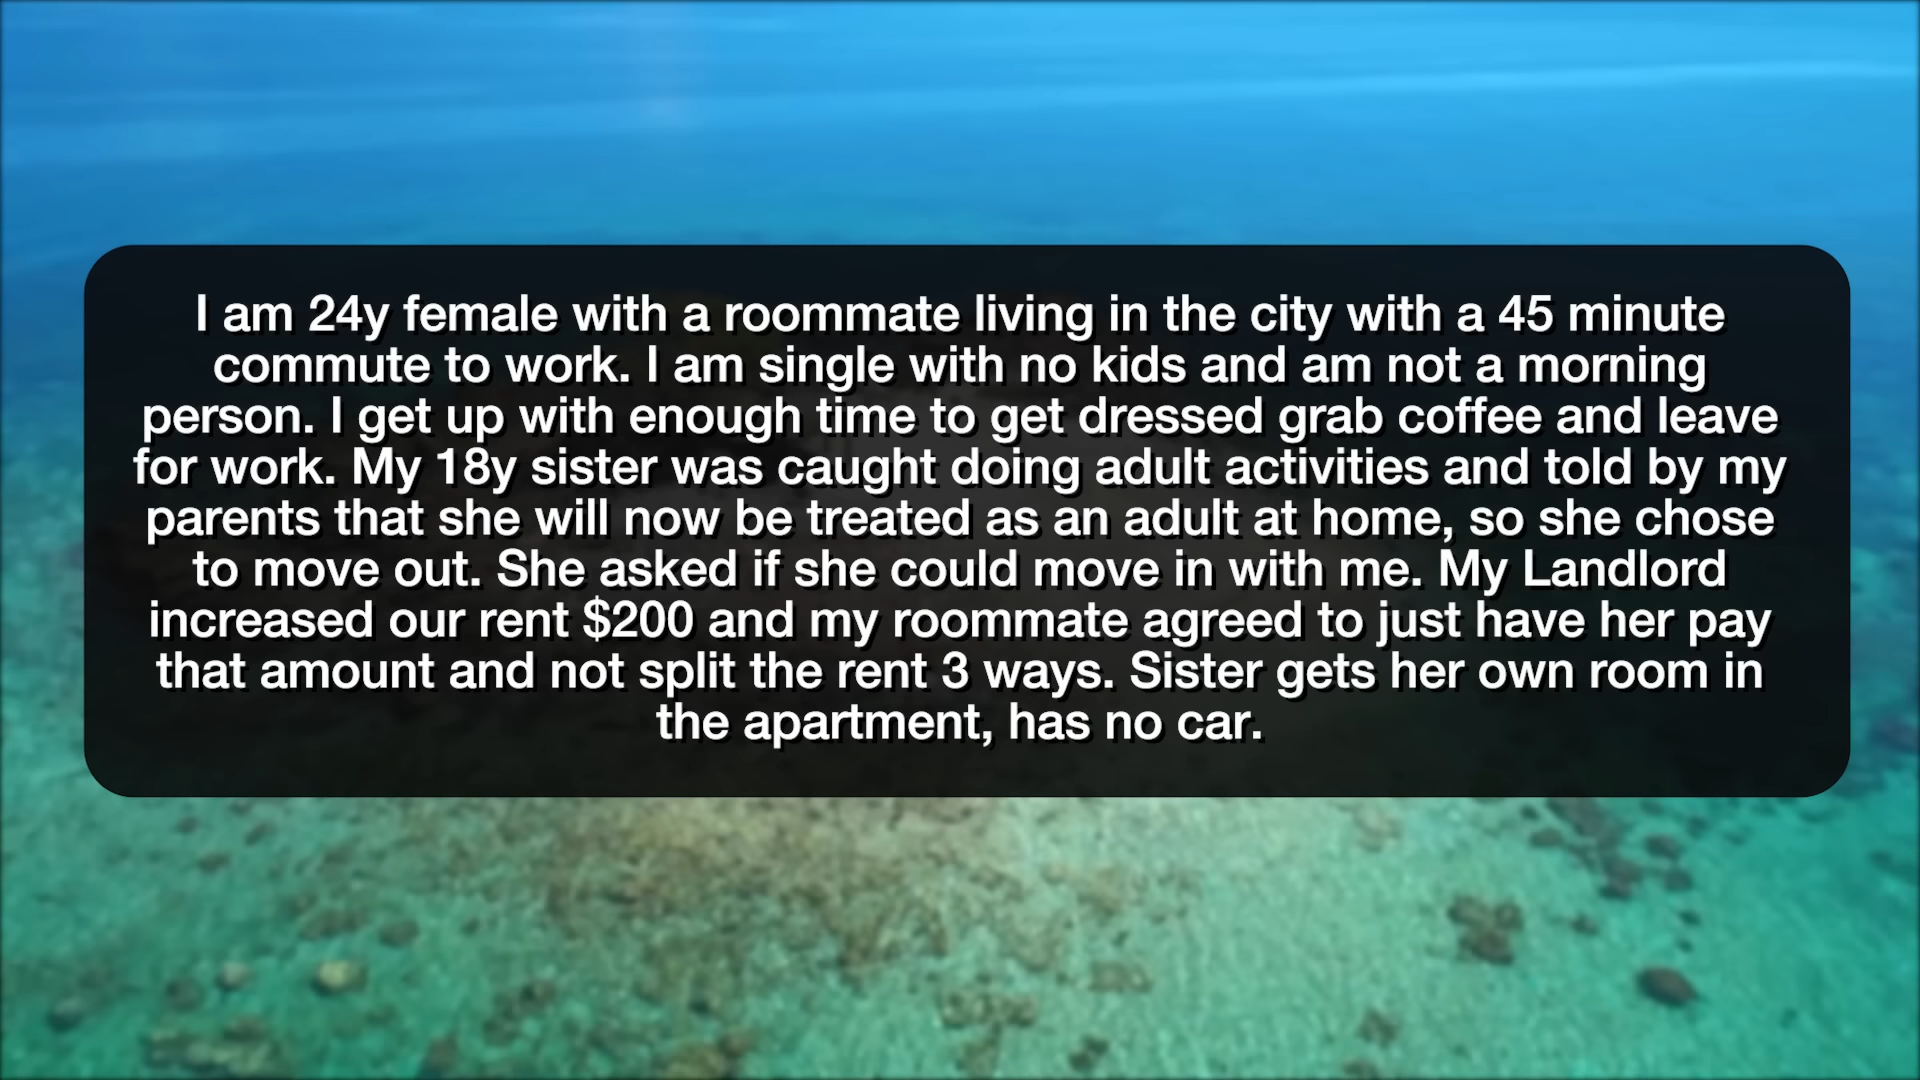 I am 24y female with a roommate living in the city with a 45 minute
commute to work. I am single with no kids and am not a morning
person. I get up with enough time to get dressed grab coffee and leave
for work. My 18y sister was caught doing adult activities and told by my
parents that she will now be treated as an adult at home, so she chose
to move out. She asked if she could move in with me. My Landlord
increased our rent $200 and my roommate agreed to just have her pay
that amount and not split the rent 3 ways. Sister gets her own room in
the apartment, has no car.